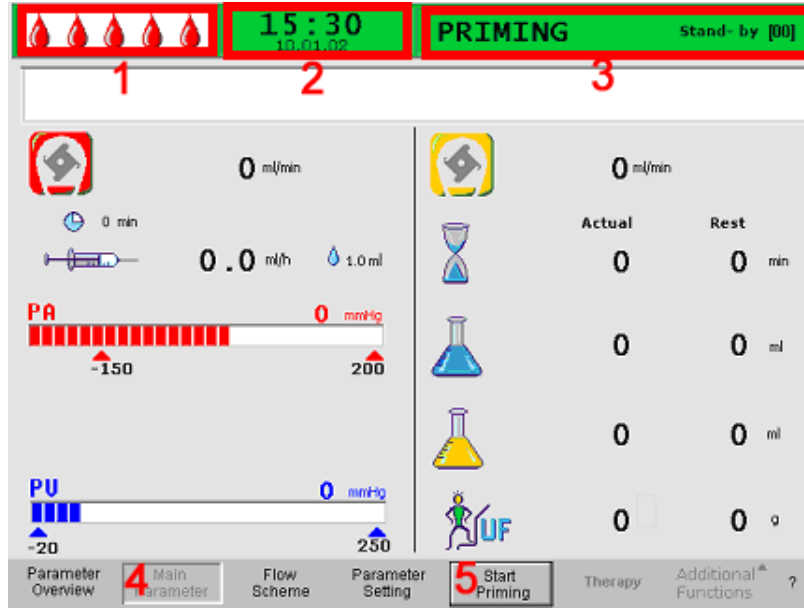 15:30
10.01.02
PRIMING
Stand- by [00]
1
2
3
0 ml/min
0 ml/min
0 min
0.0 ml/h
1.0 ml
PA
0 mmHg
-150
200
PV
0 mmHg
-20
250
Actual
Rest
0
0 min
0
0 ml
0
0 ml
UF
0
0 g
Parameter
Overview
4
Main
Parameter
Flow
Scheme
Parameter
Setting
5
Start
Priming
Therapy
Additional
Functions
?